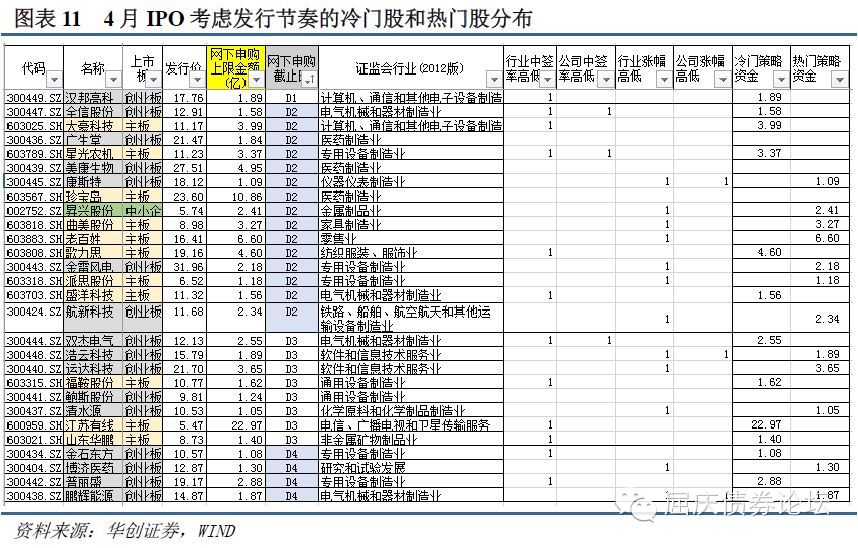 图表 11 4 月 IPO 考虑发行节奏的冷门股和热门股分布
代码 名称 上市板 发行价 网下申购上限金额(亿) 网下申购截止日 证监会行业(2012版) 行业中签率高低 公司中签率高低 行业涨幅高低 公司涨幅高低 冷门策略资金 热门策略资金
300449.SZ 汉邦高科 创业板 17.76 1.89 D1 计算机、通信和其他电子设备制造 1 1.89
300447.SZ 全信股份 创业板 12.91 1.58 D2 电气机械和器材制造业 1 1 1.58
603025.SH 大豪科技 主板 11.17 3.99 D2 计算机、通信和其他电子设备制造 1 3.99
300436.SZ 广生堂 创业板 21.47 1.84 D2 医药制造业
603789.SH 星光农机 主板 11.23 3.37 D2 专用设备制造业 1 1 3.37
300439.SZ 美康生物 创业板 27.51 4.95 D2 医药制造业
300445.SZ 康斯特 创业板 18.12 1.09 D2 仪器仪表制造业 1 1 1.09
603567.SH 珍宝岛 主板 23.60 10.86 D2 医药制造业
002752.SZ 昇兴股份 中小企 5.74 2.41 D2 金属制品业 1 2.41
603818.SH 曲美股份 主板 8.98 3.27 D2 家具制造业 1 3.27
603883.SH 老百姓 主板 16.41 6.60 D2 零售业 1 6.60
603808.SH 歌力思 主板 19.16 4.60 D2 纺织服装、服饰业 1 4.60
300443.SZ 金雷风电 创业板 31.96 2.18 D2 专用设备制造业 1 2.18
603318.SH 派思股份 主板 6.52 1.18 D2 专用设备制造业 1 1.18
603703.SH 盛洋科技 主板 11.32 1.56 D2 电气机械和器材制造业 1 1.56
300424.SZ 航新科技 创业板 11.68 2.34 D2 铁路、船舶、航空航天和其他运输设备制造业 1 2.34
300444.SZ 双杰电气 创业板 12.13 2.55 D3 电气机械和器材制造业 1 1 2.55
300448.SZ 浩云科技 创业板 15.79 1.89 D3 软件和信息技术服务业 1 1 1.89
300440.SZ 运达科技 创业板 21.70 3.65 D3 软件和信息技术服务业 1 3.65
603315.SH 福鞍股份 主板 10.77 1.62 D3 通用设备制造业 1 1.62
300441.SZ 鲍斯股份 创业板 9.81 1.24 D3 通用设备制造业
300437.SZ 清水源 创业板 10.53 1.05 D3 化学原料和化学制品制造业 1 1.05
600959.SH 江苏有线 主板 5.47 22.97 D3 电信、广播电视和卫星传输服务 1 22.97
603021.SH 山东华鹏 主板 8.73 1.40 D3 非金属矿物制品业 1 1.40
300434.SZ 金石东方 创业板 10.57 1.08 D4 专用设备制造业 1 1.08
300404.SZ 博济医药 创业板 12.87 1.30 D4 研究和试验发展 1 1.30
300442.SZ 普丽盛 创业板 19.17 2.88 D4 专用设备制造业 1 2.88
300438.SZ 鹏辉能源 创业板 14.87 1.87 D4 电气机械和器材制造业 1 1.87
屈庆债券论坛
资料来源：华创证券，WIND